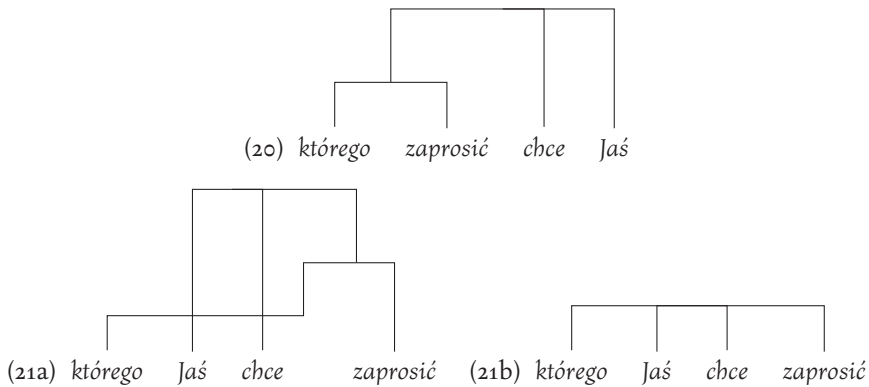 (20) którego zaprosić chce Jaś
(21a) którego Jaś chce zaprosić (21b) którego Jaś chce zaprosić